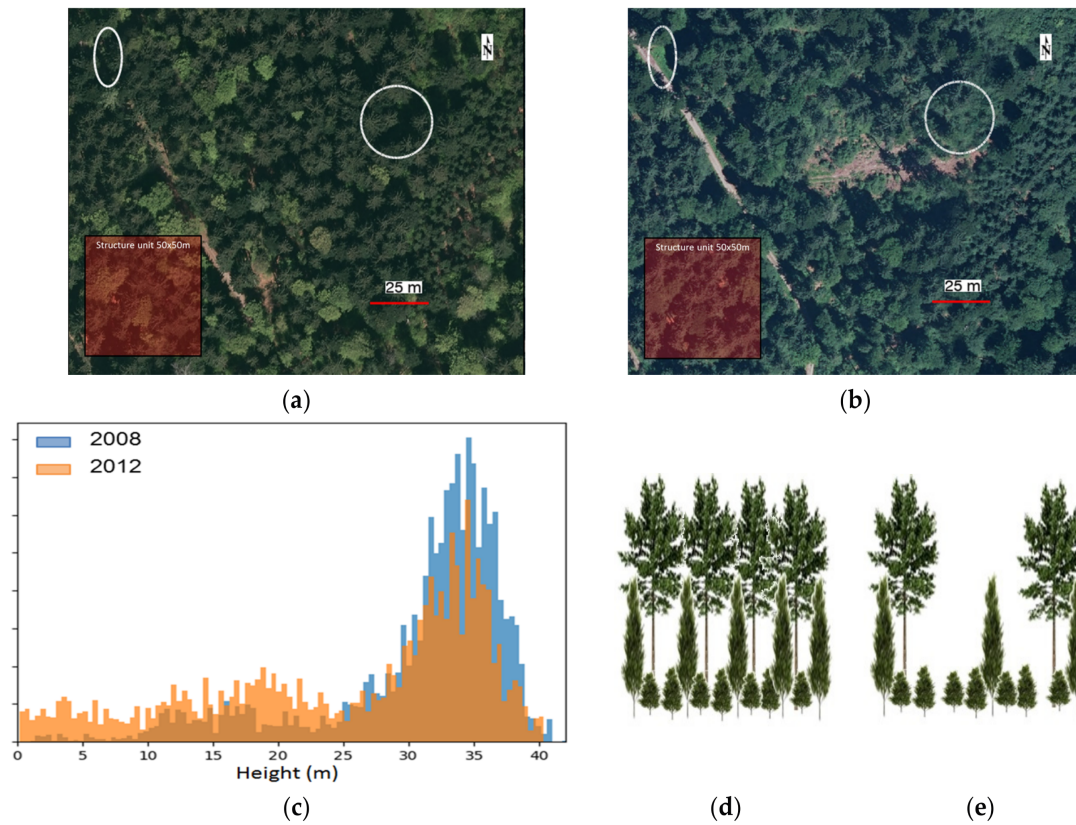 N
N
Structure unit 50x50m
Structure unit 50x50m
25 m
25 m
(a)
(b)
2008
2012
0 5 10 15 20 25 30 35 40
Height (m)
(c)
(d)
(e)